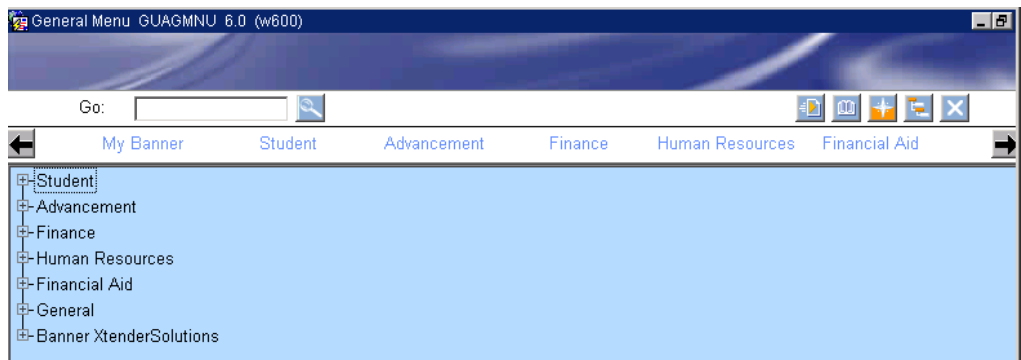 General Menu GUAGMNU 6.0 (w600)
Go:
My Banner Student Advancement Finance Human Resources Financial Aid
Student
Advancement
Finance
Human Resources
Financial Aid
General
Banner XtenderSolutions